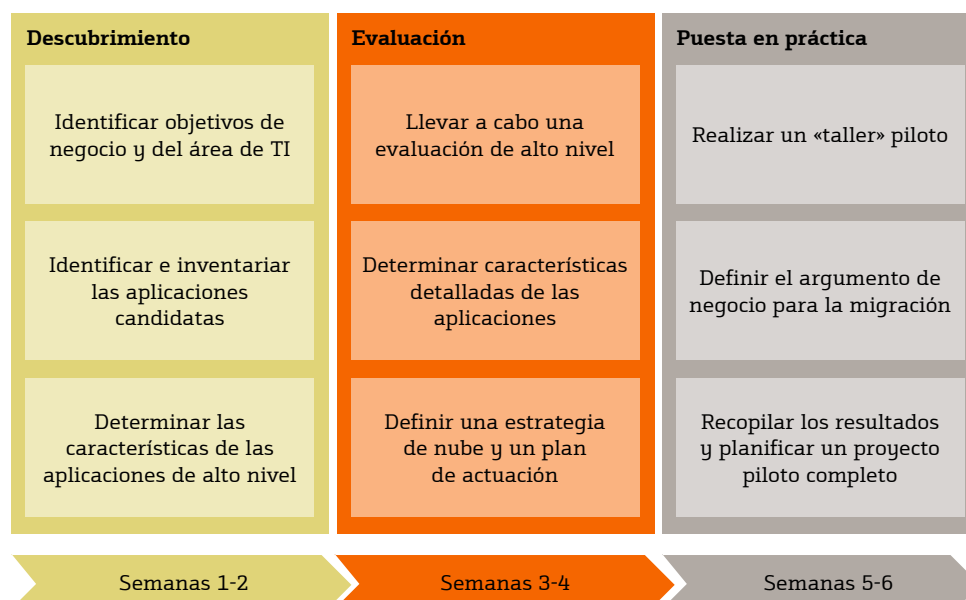 Descubrimiento
Identificar objetivos de
negocio y del área de TI
Identificar e inventariar
las aplicaciones
candidatas
Determinar las
características de las
aplicaciones de alto nivel
Semanas 1-2
Evaluación
Llevar a cabo una
evaluación de alto nivel
Determinar características
detalladas de las
aplicaciones
Definir una estrategia
de nube y un plan
de actuación
Semanas 3-4
Puesta en práctica
Realizar un «taller» piloto
Definir el argumento de
negocio para la migración
Recopilar los resultados
y planificar un proyecto
piloto completo
Semanas 5-6